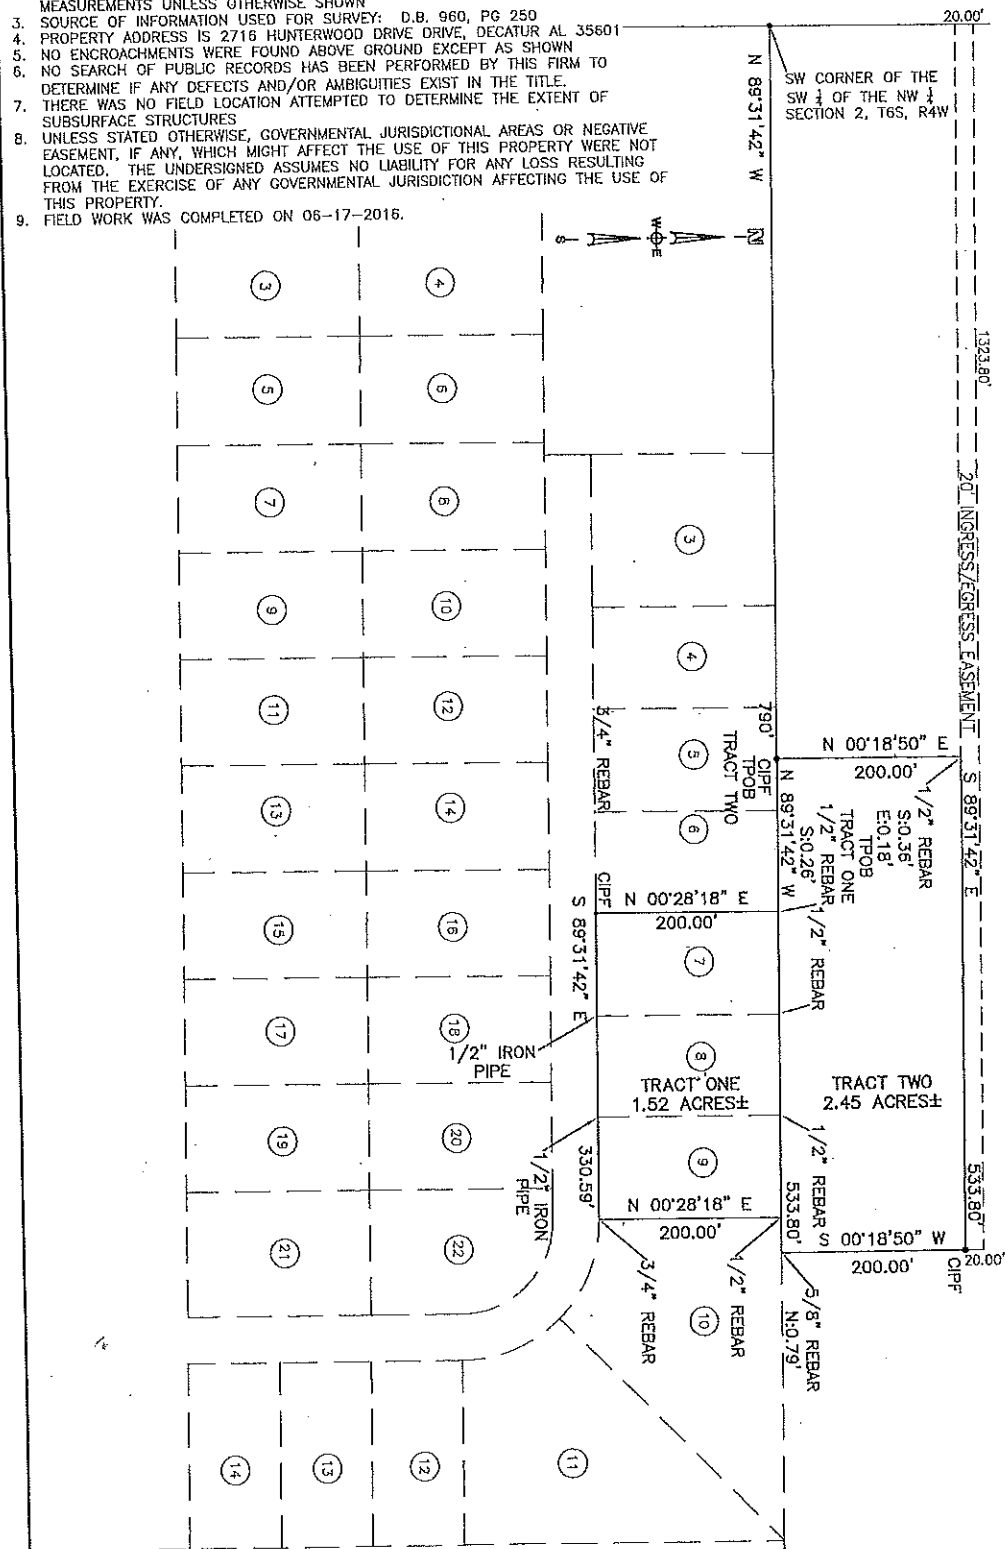 MEASUREMENTS UNLESS OTHERWISE SHOWN
3. SOURCE OF INFORMATION USED FOR SURVEY: D.B. 960, PG 250
4. PROPERTY ADDRESS IS 2716 HUNTERWOOD DRIVE DRIVE, DECATUR AL 35601
5. NO ENCROACHMENTS WERE FOUND ABOVE GROUND EXCEPT AS SHOWN
6. NO SEARCH OF PUBLIC RECORDS HAS BEEN PERFORMED BY THIS FIRM TO
DETERMINE IF ANY DEFECTS AND/OR AMBIGUITIES EXIST IN THE TITLE.
7. THERE WAS NO FIELD LOCATION ATTEMPTED TO DETERMINE THE EXTENT OF
SUBSURFACE STRUCTURES
8. UNLESS STATED OTHERWISE, GOVERNMENTAL JURISDICTIONAL AREAS OR NEGATIVE
EASEMENT, IF ANY, WHICH MIGHT AFFECT THE USE OF THIS PROPERTY WERE NOT
LOCATED. THE UNDERSIGNED ASSUMES NO LIABILITY FOR ANY LOSS RESULTING
FROM THE EXERCISE OF ANY GOVERNMENTAL JURISDICTION AFFECTING THE USE OF
THIS PROPERTY.
9. FIELD WORK WAS COMPLETED ON 06-17-2016.
20.00'
SW CORNER OF THE
SW ¼ OF THE NW ¼
SECTION 2, T6S, R4W
N 89°31'42" W
S
W
E
N
1323.80'
20' INGRESS/EGRESS EASEMENT
3
4
5
6
7
8
9
10
11
12
13
14
15
16
17
18
19
20
21
22
3
4
5
6
7
8
9
10
11
12
13
14
790'
CIPF
TPOB
TRACT TWO
3/4" REBAR
CIPF
N 00°18'50" E
200.00'
1/2" REBAR
S:0.36'
E:0.18'
TPOB
TRACT ONE
1/2" REBAR
S:0.26'
N 89°31'42" W
S 89°31'42" E
1/2" REBAR
N 00°28'18" E
200.00'
S 89°31'42" E
1/2" IRON
PIPE
TRACT ONE
1.52 ACRES±
TRACT TWO
2.45 ACRES±
1/2" REBAR
1/2" IRON
PIPE
330.59'
N 00°28'18" E
200.00'
533.80'
533.80'
S 00°18'50" W
200.00'
CIPF
20.00'
3/4" REBAR
1/2" REBAR
5/8" REBAR
N:0.79'